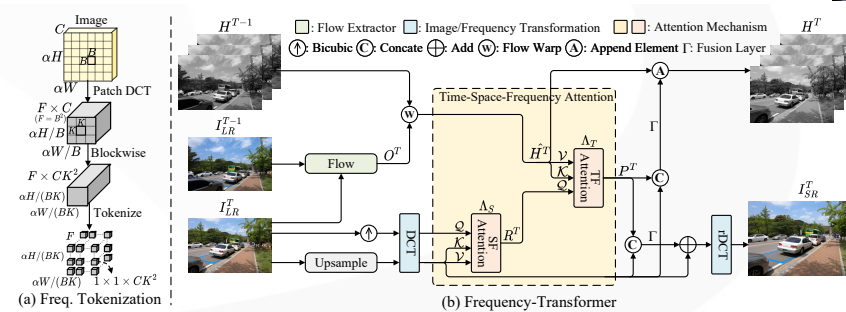 Image
C
αH
B
B
αW
Patch DCT
F × C
(F = B²)
K
K
αH/B
αW/B
Blockwise
F × CK²
αH/(BK)
αW/(BK)
Tokenize
F
αH/(BK)
αW/(BK) 1×1×CK²
(a) Freq. Tokenization
H^{T−1}
: Flow Extractor : Image/Frequency Transformation : Attention Mechanism
: Bicubic C: Concate : Add W: Flow Warp A: Append Element Γ: Fusion Layer
H^T
Time-Space-Frequency Attention
A
W
I_{LR}^{T−1}
Flow
O^T
Ĥ^T
V
K
Q
Λ_T
TF
Attention
P^T
Γ
C
I_{LR}^T
Upsample
DCT
Q
K
V
Λ_S
SF
Attention
R^T
C
Γ
rDCT
I_{SR}^T
(b) Frequency-Transformer